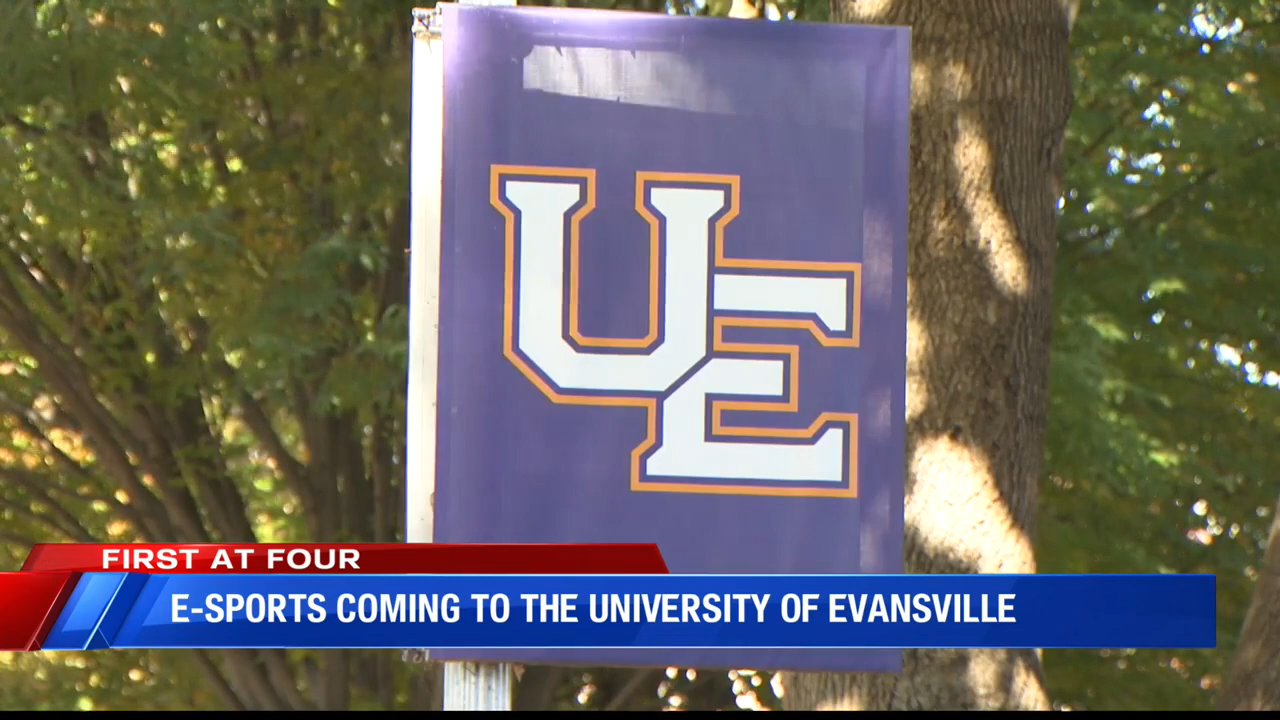 UE
FIRST AT FOUR
E-SPORTS COMING TO THE UNIVERSITY OF EVANSVILLE